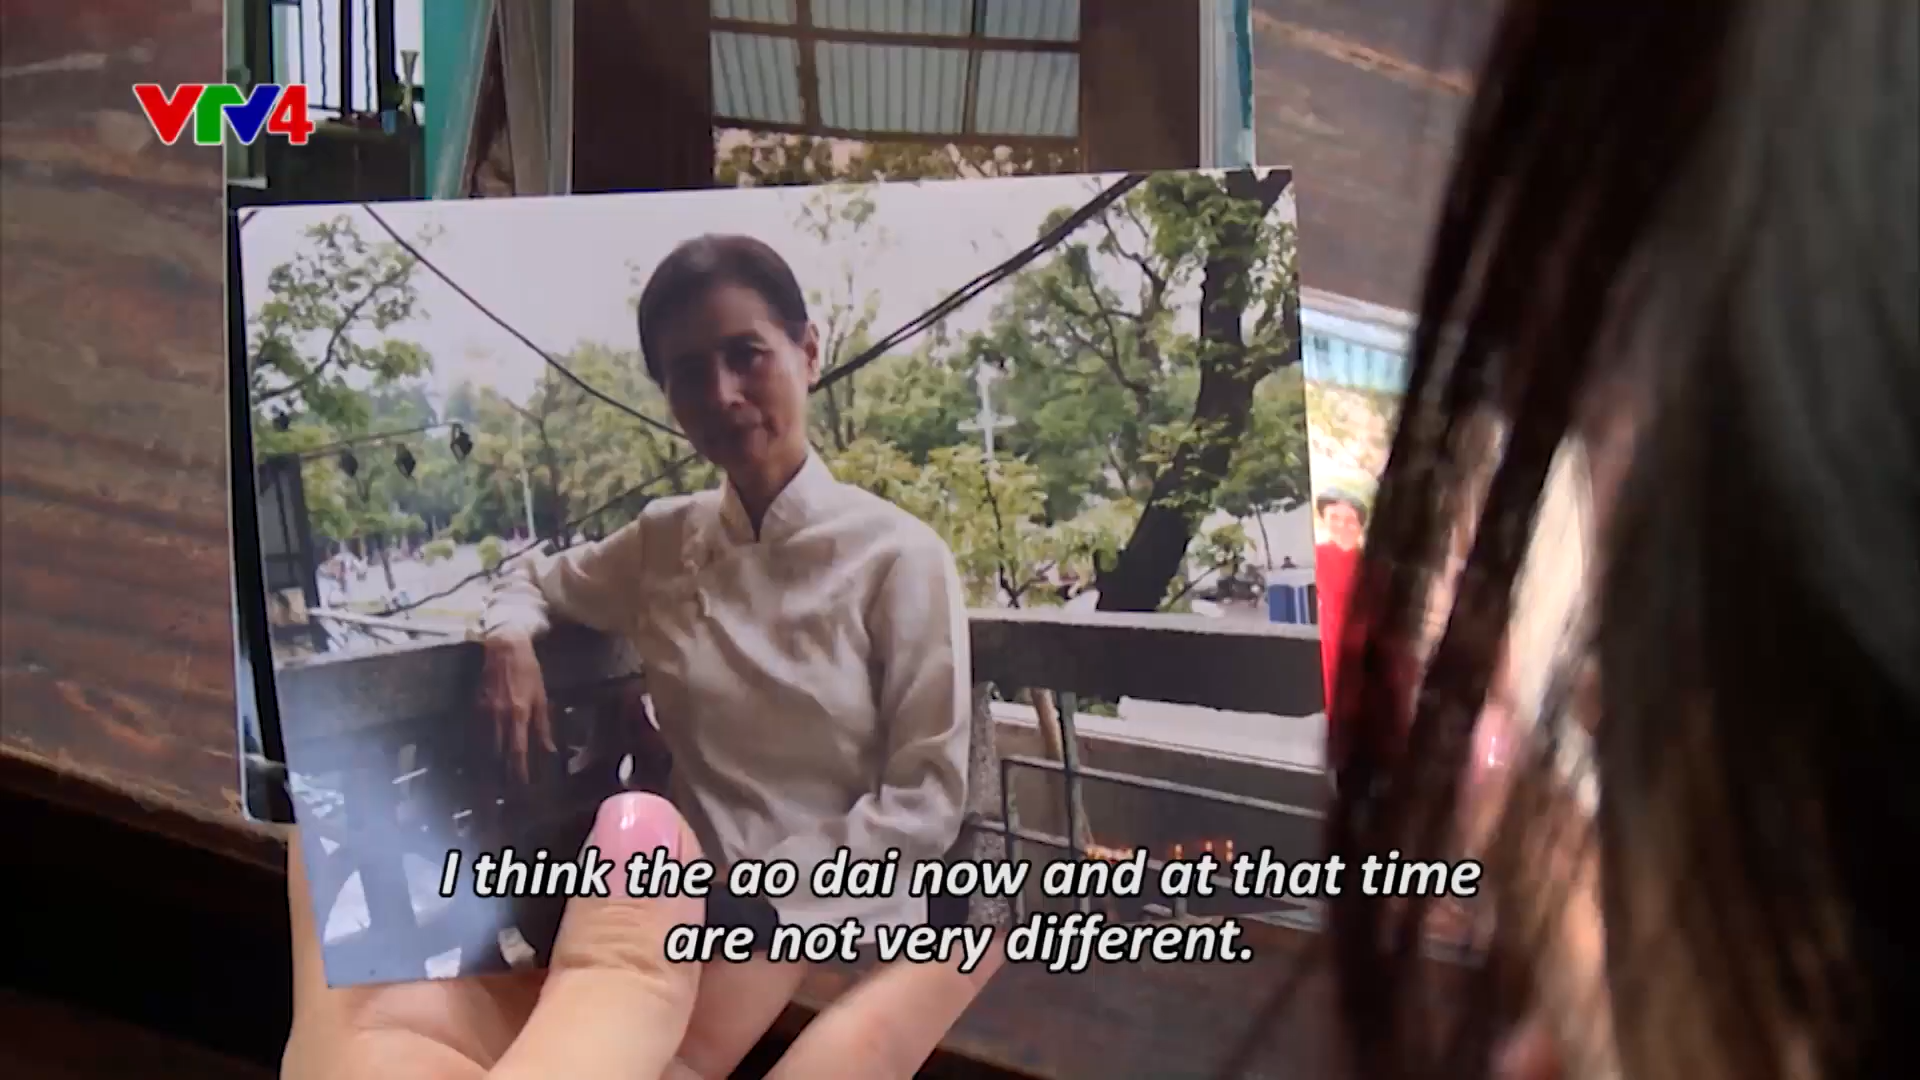 VTV4
I think the ao dai now and at that time
are not very different.